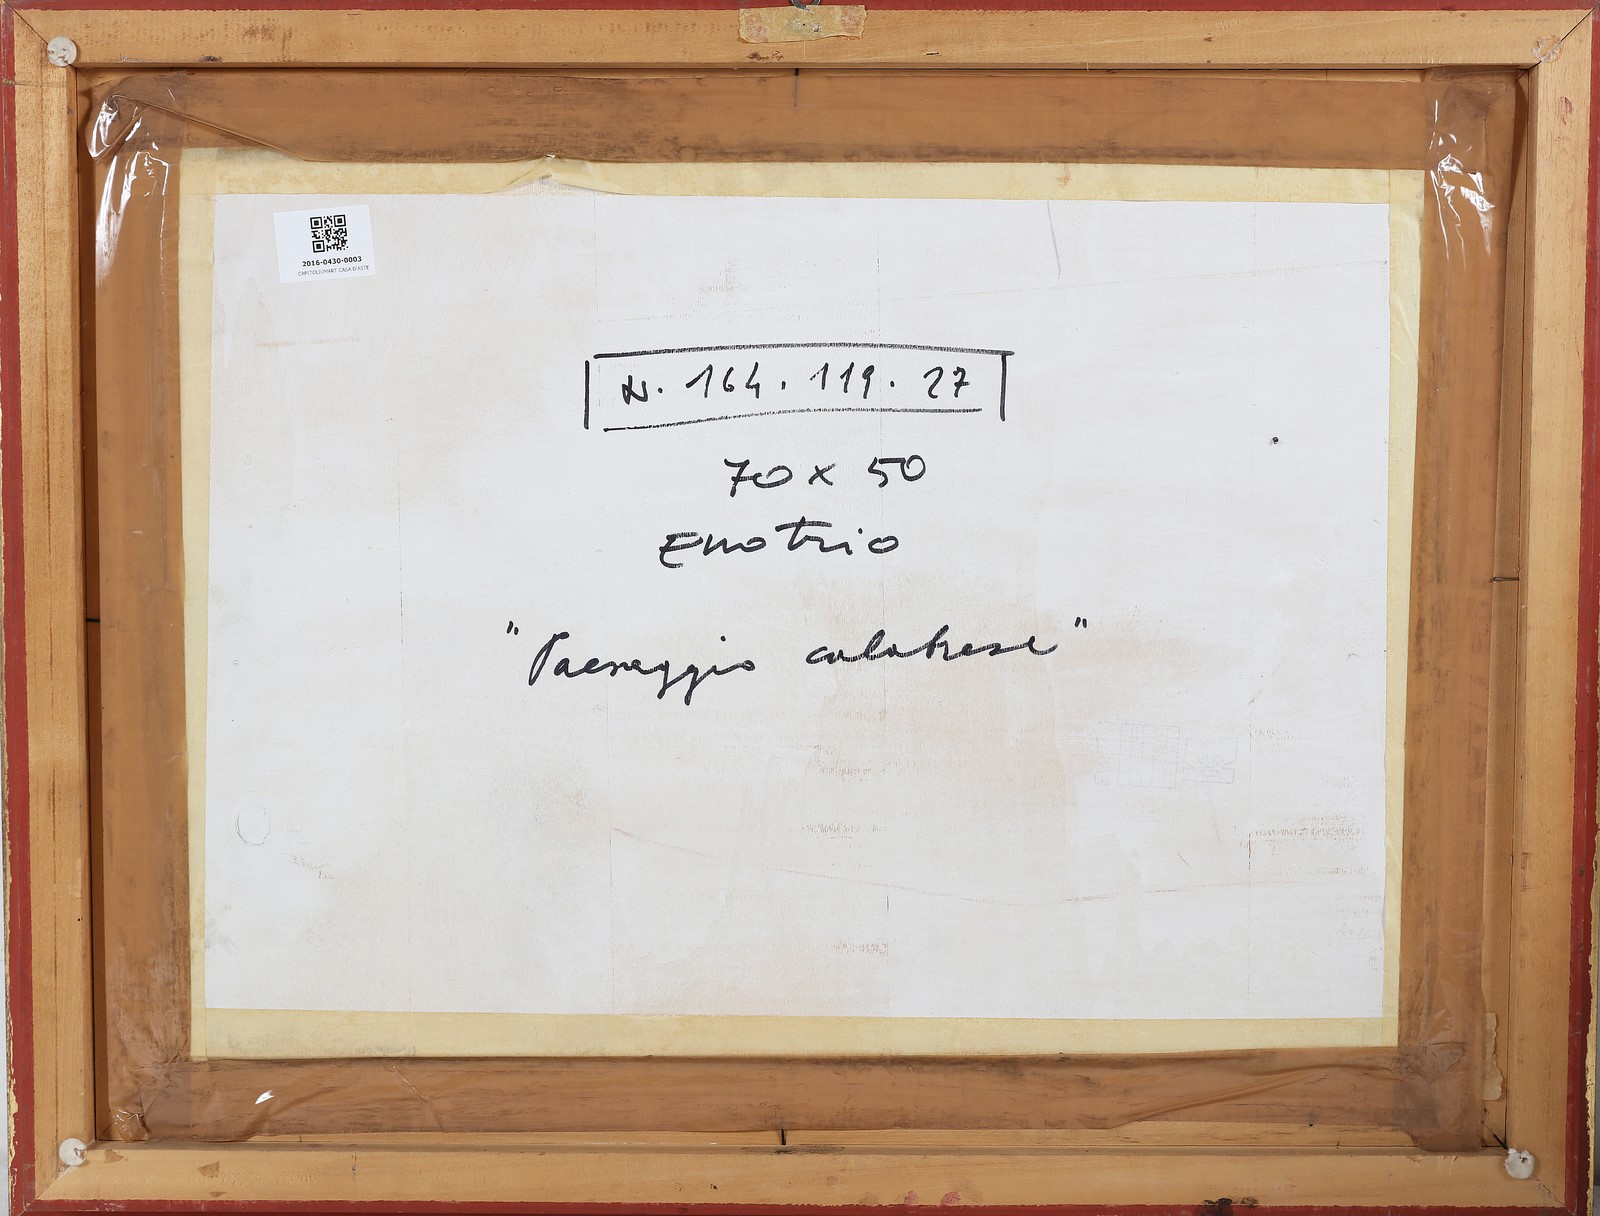 2016-0430-0003
CAPITOLIUMART CASA D'ASTE
N. 164. 119. 27
70 x 50
Enotrio
"Paesaggio calabrese"